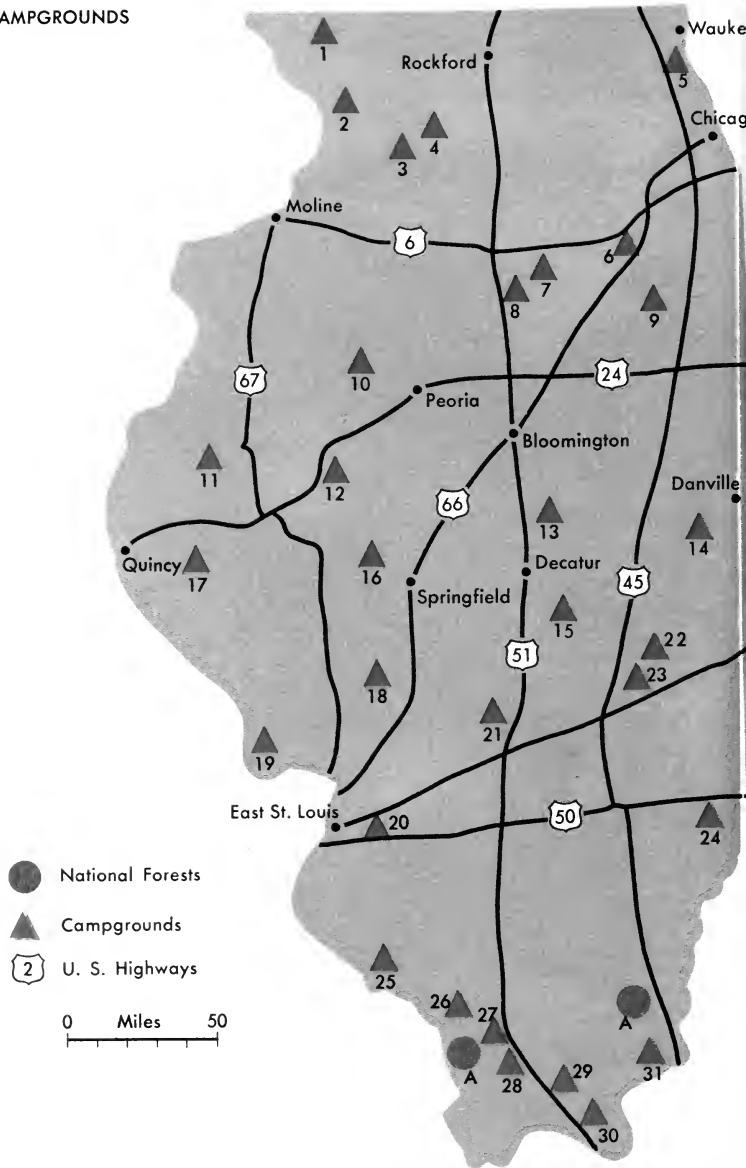 AMPGROUNDS
1
Wauke
Rockford
5
2
Chicag
4
3
Moline
6
6
7
8
9
67
10
24
Peoria
Bloomington
11
12
66
Danville
13
14
Quincy
17
16
Springfield
Decatur
45
15
51
22
23
18
21
19
East St. Louis
20
50
24
National Forests
Campgrounds
2 U. S. Highways
25
26
A
0 Miles 50
27
A
28
29
31
30